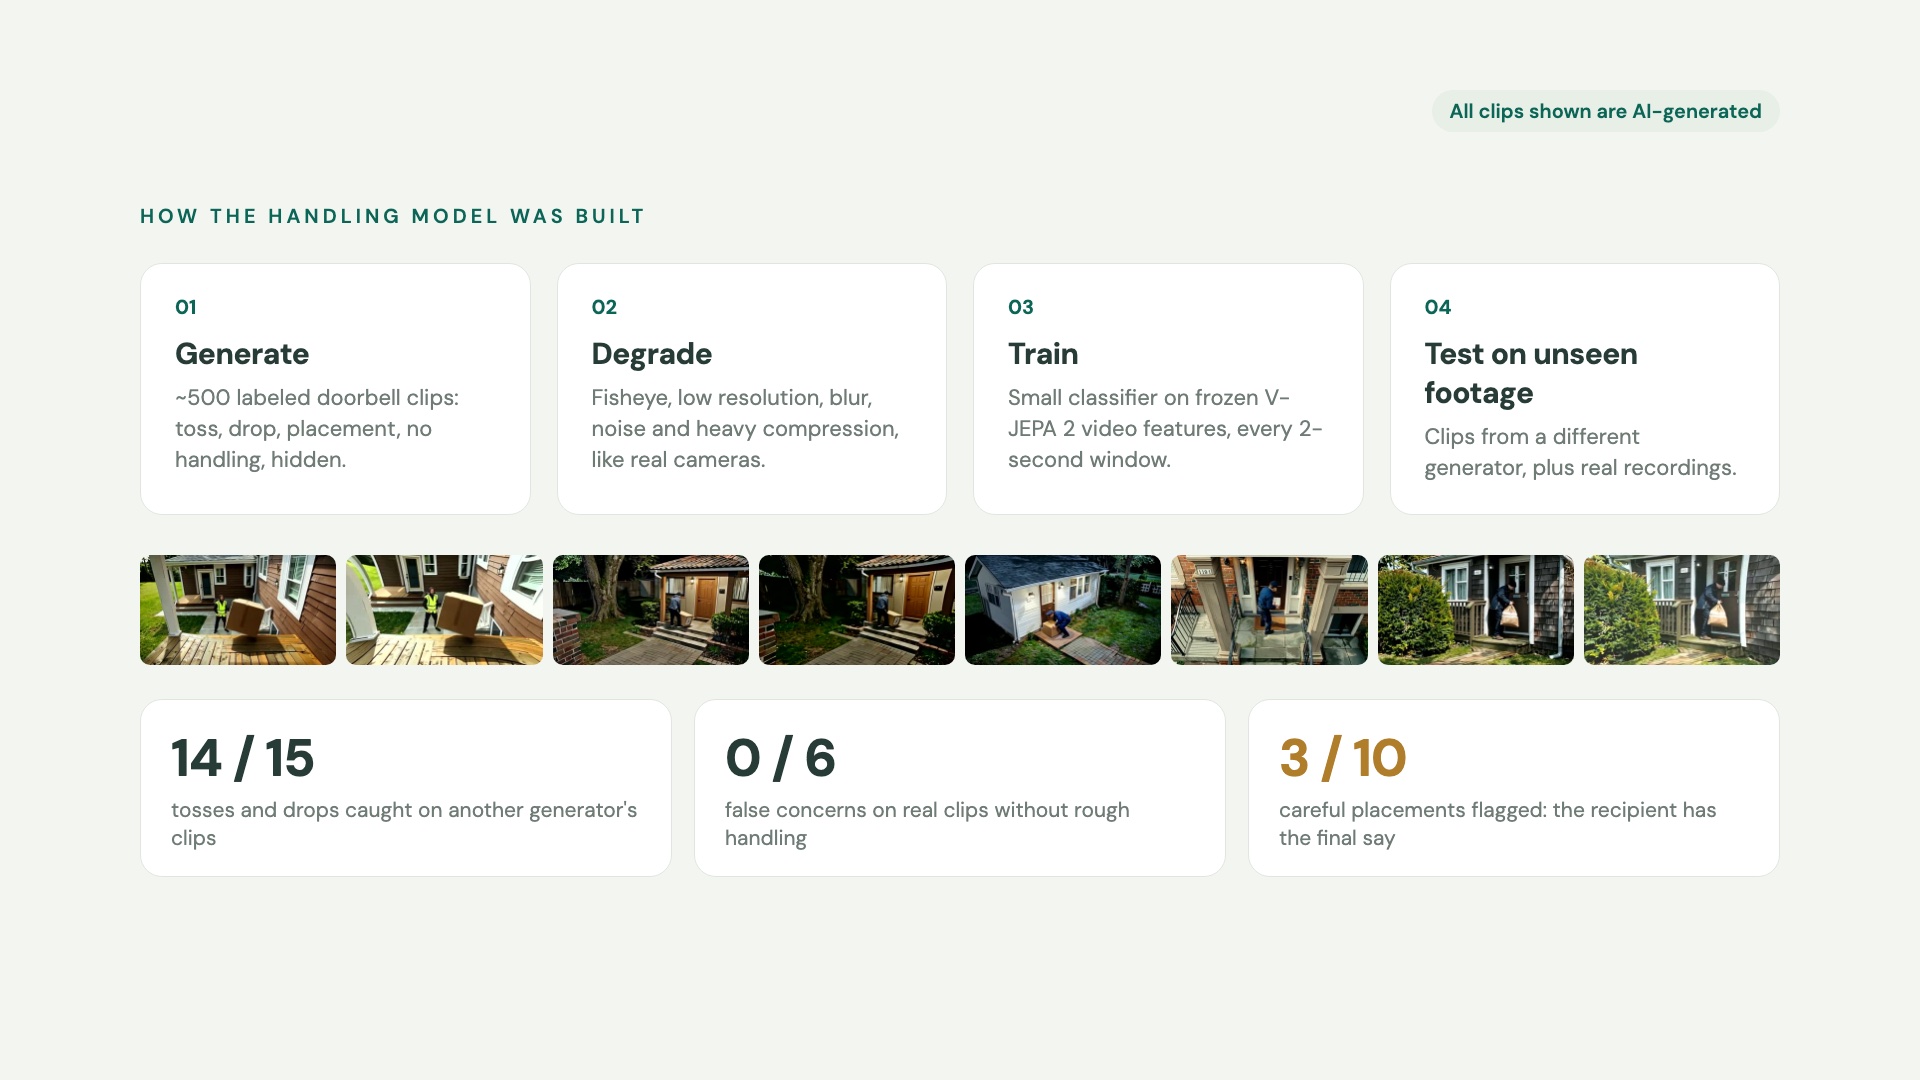 All clips shown are AI-generated
HOW THE HANDLING MODEL WAS BUILT
01
Generate
~500 labeled doorbell clips:
toss, drop, placement, no
handling, hidden.
02
Degrade
Fisheye, low resolution, blur,
noise and heavy compression,
like real cameras.
03
Train
Small classifier on frozen V-
JEPA 2 video features, every 2-
second window.
04
Test on unseen
footage
Clips from a different
generator, plus real recordings.
14 / 15
tosses and drops caught on another generator's
clips
0 / 6
false concerns on real clips without rough
handling
3 / 10
careful placements flagged: the recipient has
the final say